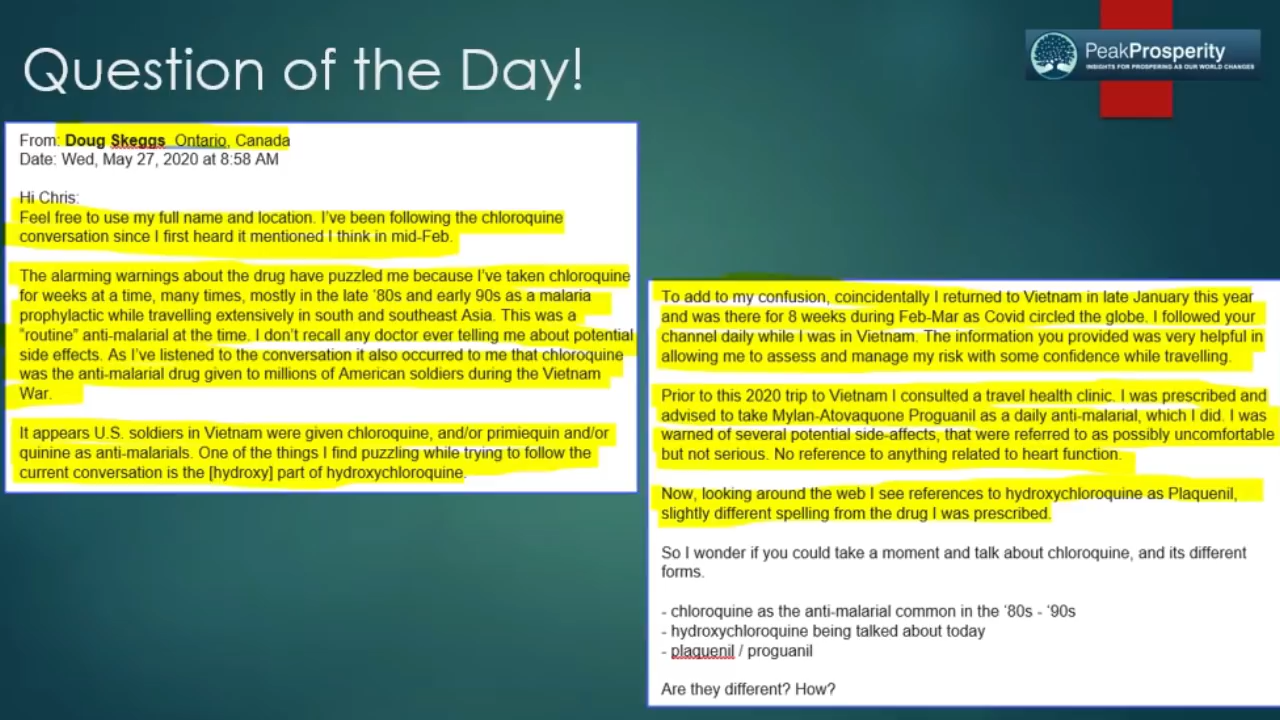 Question of the Day!
PeakProsperity
INSIGHTS FOR PROSPERING AS OUR WORLD CHANGES
From: Doug Skeggs Ontario, Canada
Date: Wed, May 27, 2020 at 8:58 AM
Hi Chris:
Feel free to use my full name and location. I've been following the chloroquine
conversation since I first heard it mentioned I think in mid-Feb.
The alarming warnings about the drug have puzzled me because I've taken chloroquine
for weeks at a time, many times, mostly in the late '80s and early 90s as a malaria
prophylactic while travelling extensively in south and southeast Asia. This was a
"routine" anti-malarial at the time. I don't recall any doctor ever telling me about potential
side effects. As I've listened to the conversation it also occurred to me that chloroquine
was the anti-malarial drug given to millions of American soldiers during the Vietnam
War.
It appears U.S. soldiers in Vietnam were given chloroquine, and/or primiequin and/or
quinine as anti-malarials. One of the things I find puzzling while trying to follow the
current conversation is the [hydroxy] part of hydroxychloroquine.
To add to my confusion, coincidentally I returned to Vietnam in late January this year
and was there for 8 weeks during Feb-Mar as Covid circled the globe. I followed your
channel daily while I was in Vietnam. The information you provided was very helpful in
allowing me to assess and manage my risk with some confidence while travelling.
Prior to this 2020 trip to Vietnam I consulted a travel health clinic. I was prescribed and
advised to take Mylan-Atovaquone Proguanil as a daily anti-malarial, which I did. I was
warned of several potential side-affects, that were referred to as possibly uncomfortable
but not serious. No reference to anything related to heart function.
Now, looking around the web I see references to hydroxychloroquine as Plaquenil,
slightly different spelling from the drug I was prescribed.
So I wonder if you could take a moment and talk about chloroquine, and its different
forms.
- chloroquine as the anti-malarial common in the '80s - '90s
- hydroxychloroquine being talked about today
- plaquenil / proguanil
Are they different? How?